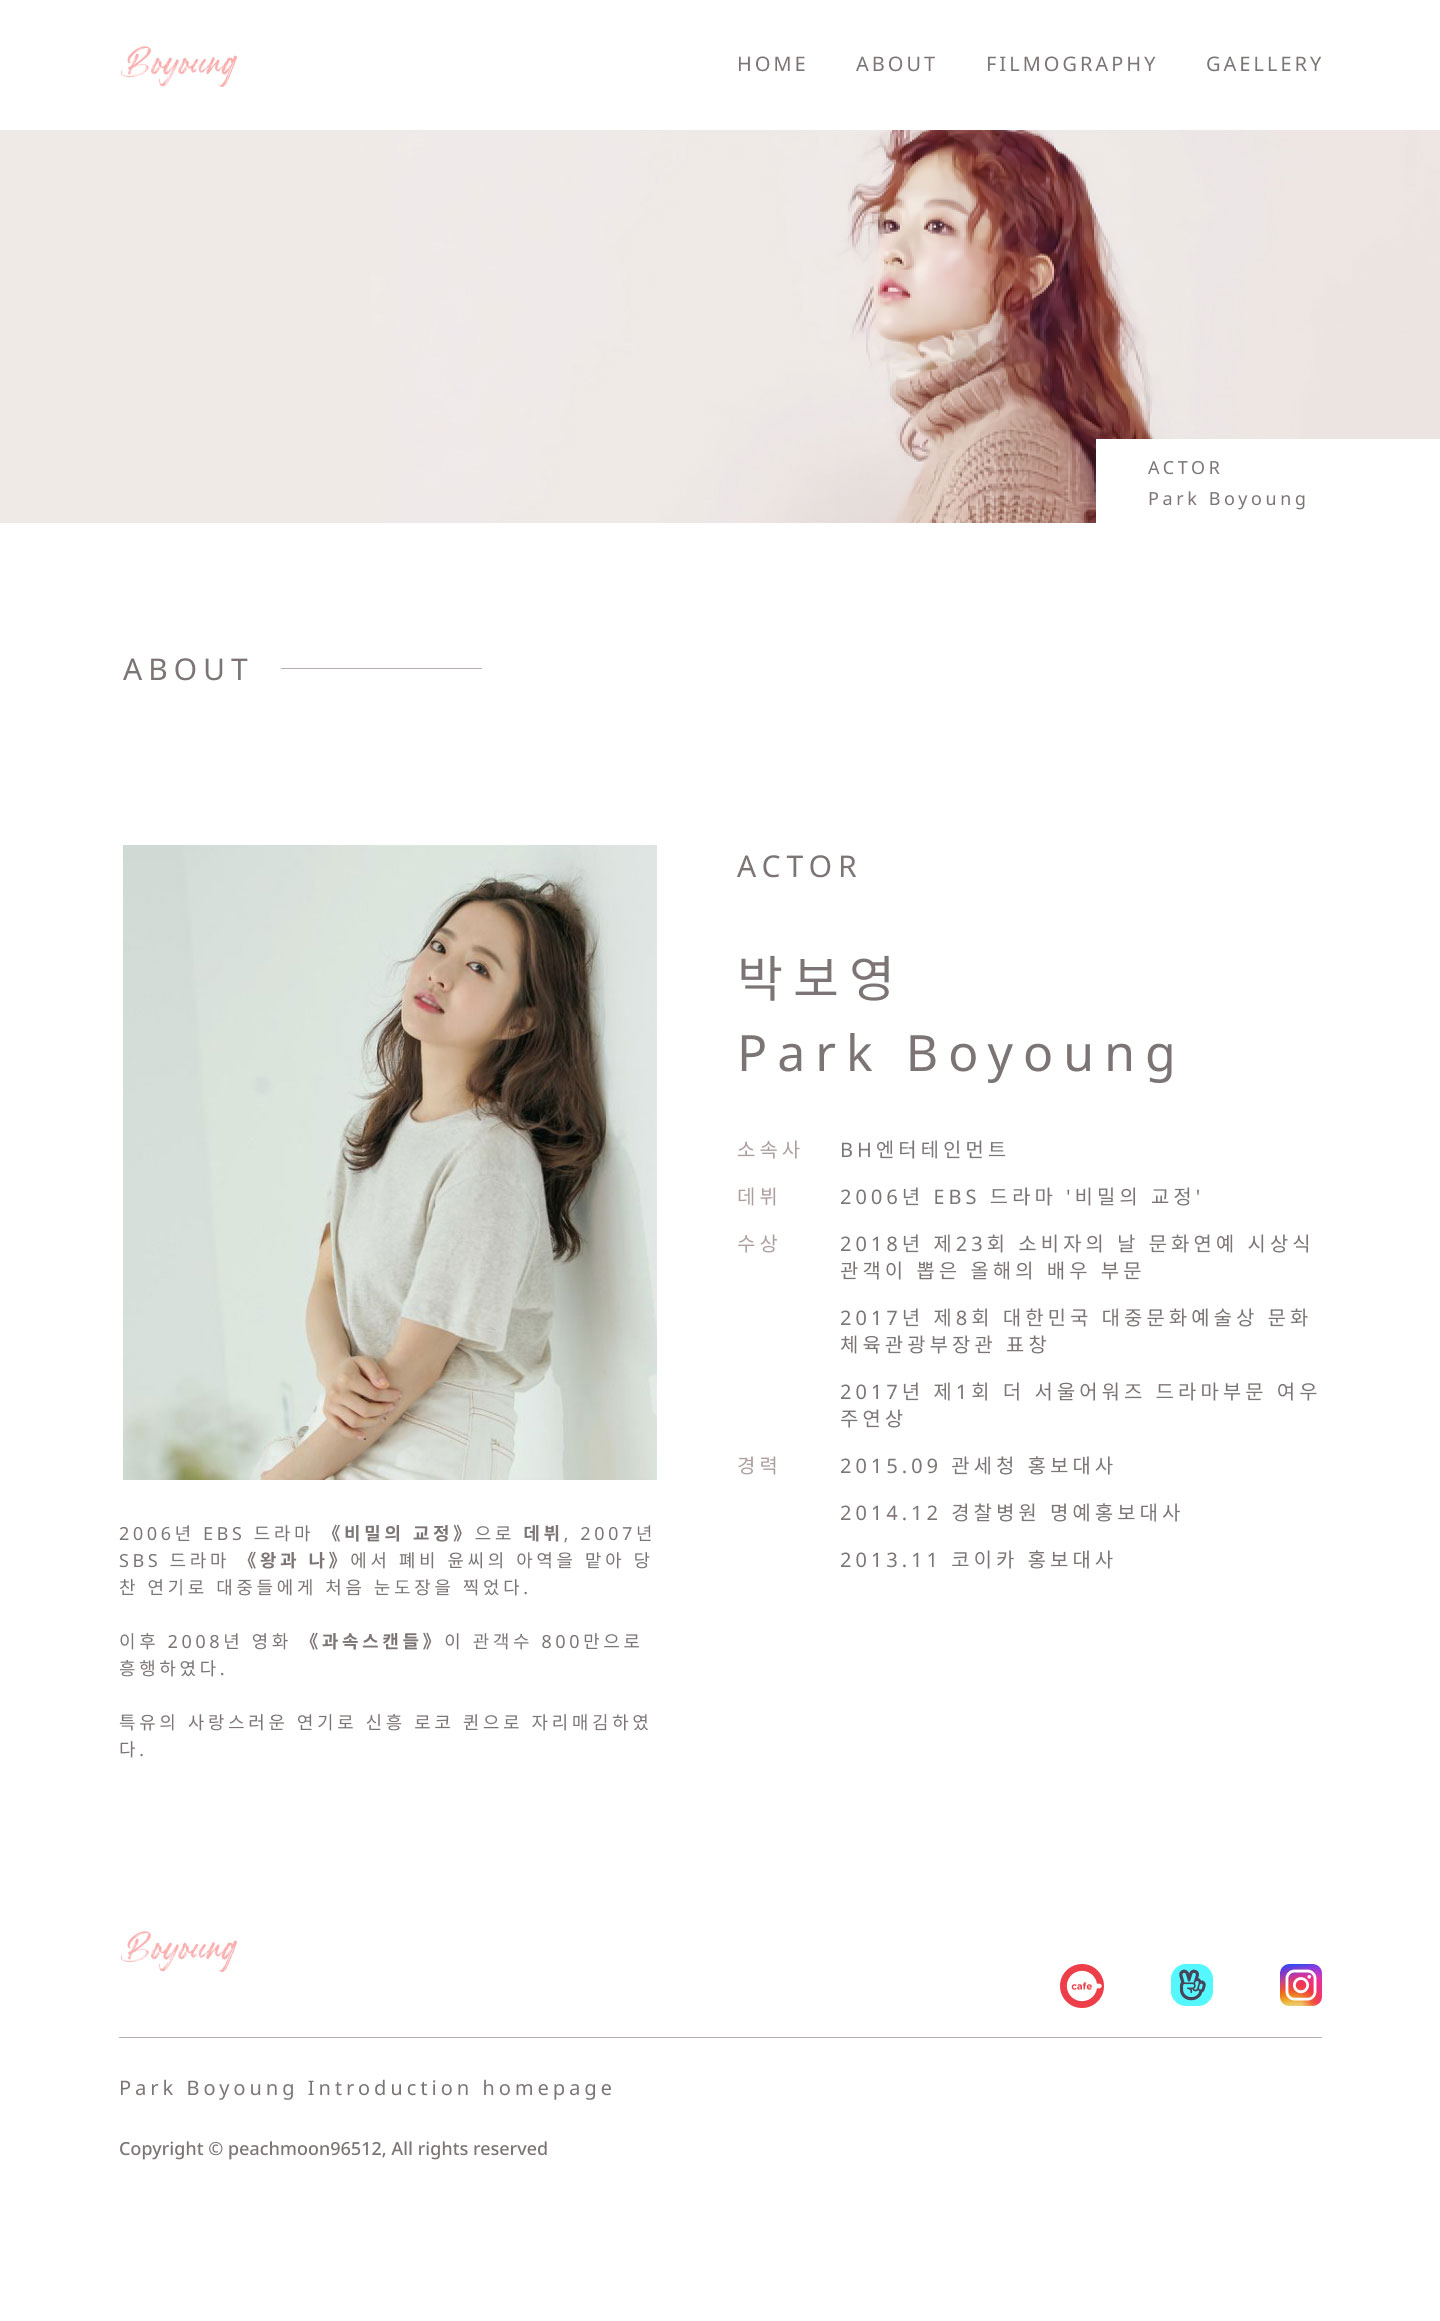 Boyoung
HOME ABOUT FILMOGRAPHY GAELLERY
ACTOR
Park Boyoung
ABOUT
ACTOR
박보영
Park Boyoung
소속사 BH엔터테인먼트
데뷔 2006년 EBS 드라마 '비밀의 교정'
수상 2018년 제23회 소비자의 날 문화연예 시상식
관객이 뽑은 올해의 배우 부문
2017년 제8회 대한민국 대중문화예술상 문화
체육관광부장관 표창
2017년 제1회 더 서울어워즈 드라마부문 여우
주연상
경력 2015.09 관세청 홍보대사
2014.12 경찰병원 명예홍보대사
2013.11 코이카 홍보대사
2006년 EBS 드라마 《비밀의 교정》으로 데뷔, 2007년
SBS 드라마 《왕과 나》에서 폐비 윤씨의 아역을 맡아 당
찬 연기로 대중들에게 처음 눈도장을 찍었다.
이후 2008년 영화 《과속스캔들》이 관객수 800만으로
흥행하였다.
특유의 사랑스러운 연기로 신흥 로코 퀸으로 자리매김하였
다.
Boyoung
cafe
Park Boyoung Introduction homepage
Copyright © peachmoon96512, All rights reserved